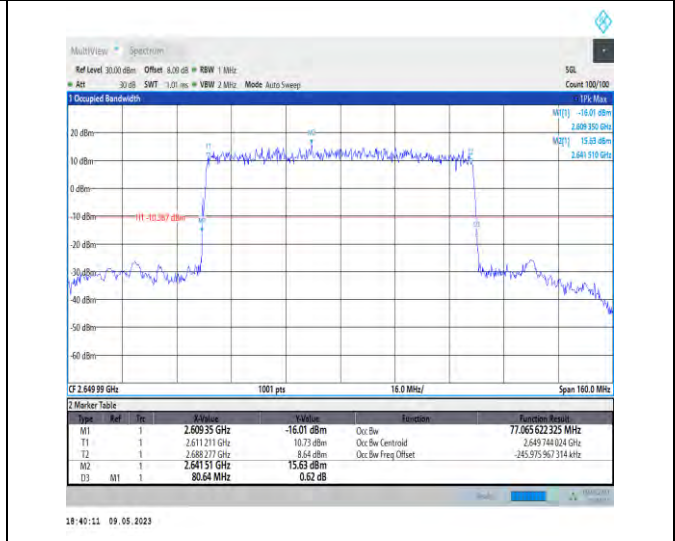 MultiView Spectrum
Ref Level 30.00 dBm Offset 8.00 dB RBW 1 MHz SGL
Att 30 dB SWT 1.01 ms VBW 2 MHz Mode Auto Sweep Count 100/100
1 Occupied Bandwidth 1Pk Max
M1[1] -16.01 dBm
2.609 350 GHz
M2[1] 15.63 dBm
2.641 510 GHz
20 dBm
10 dBm
0 dBm
-10 dBm
H1 -10.367 dBm
-20 dBm
-30 dBm
-40 dBm
-50 dBm
-60 dBm
T1
M2
T2
M1
D3
CF 2.649 99 GHz 1001 pts 16.0 MHz/ Span 160.0 MHz
2 Marker Table
Type Ref Trc X-Value Y-Value Function Function Result
M1 1 2.609 35 GHz -16.01 dBm Occ Bw 77.065 622 325 MHz
T1 1 2.611 211 GHz 10.73 dBm Occ Bw Centroid 2.649 744 024 GHz
T2 1 2.688 277 GHz 8.64 dBm Occ Bw Freq Offset -245.975 967 314 kHz
M2 1 2.641 51 GHz 15.63 dBm
D3 M1 1 80.64 MHz 0.62 dB
18:40:11 09.05.2023